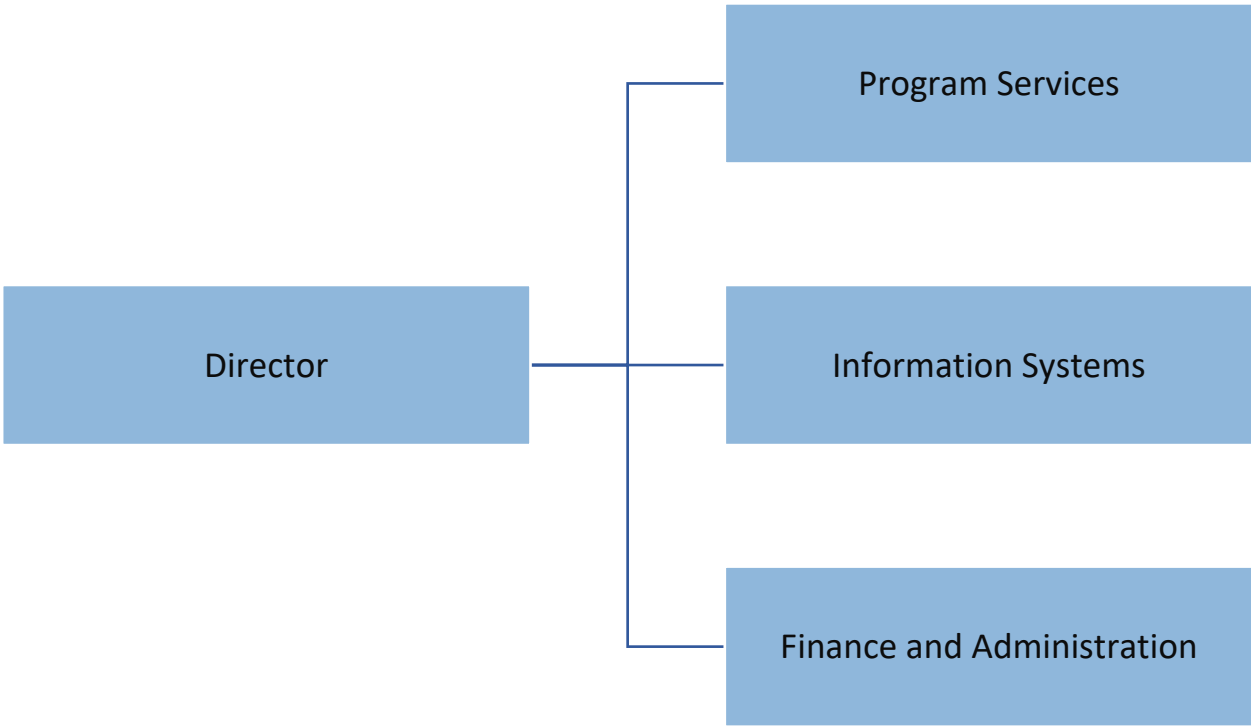 Program Services
Director
Information Systems
Finance and Administration